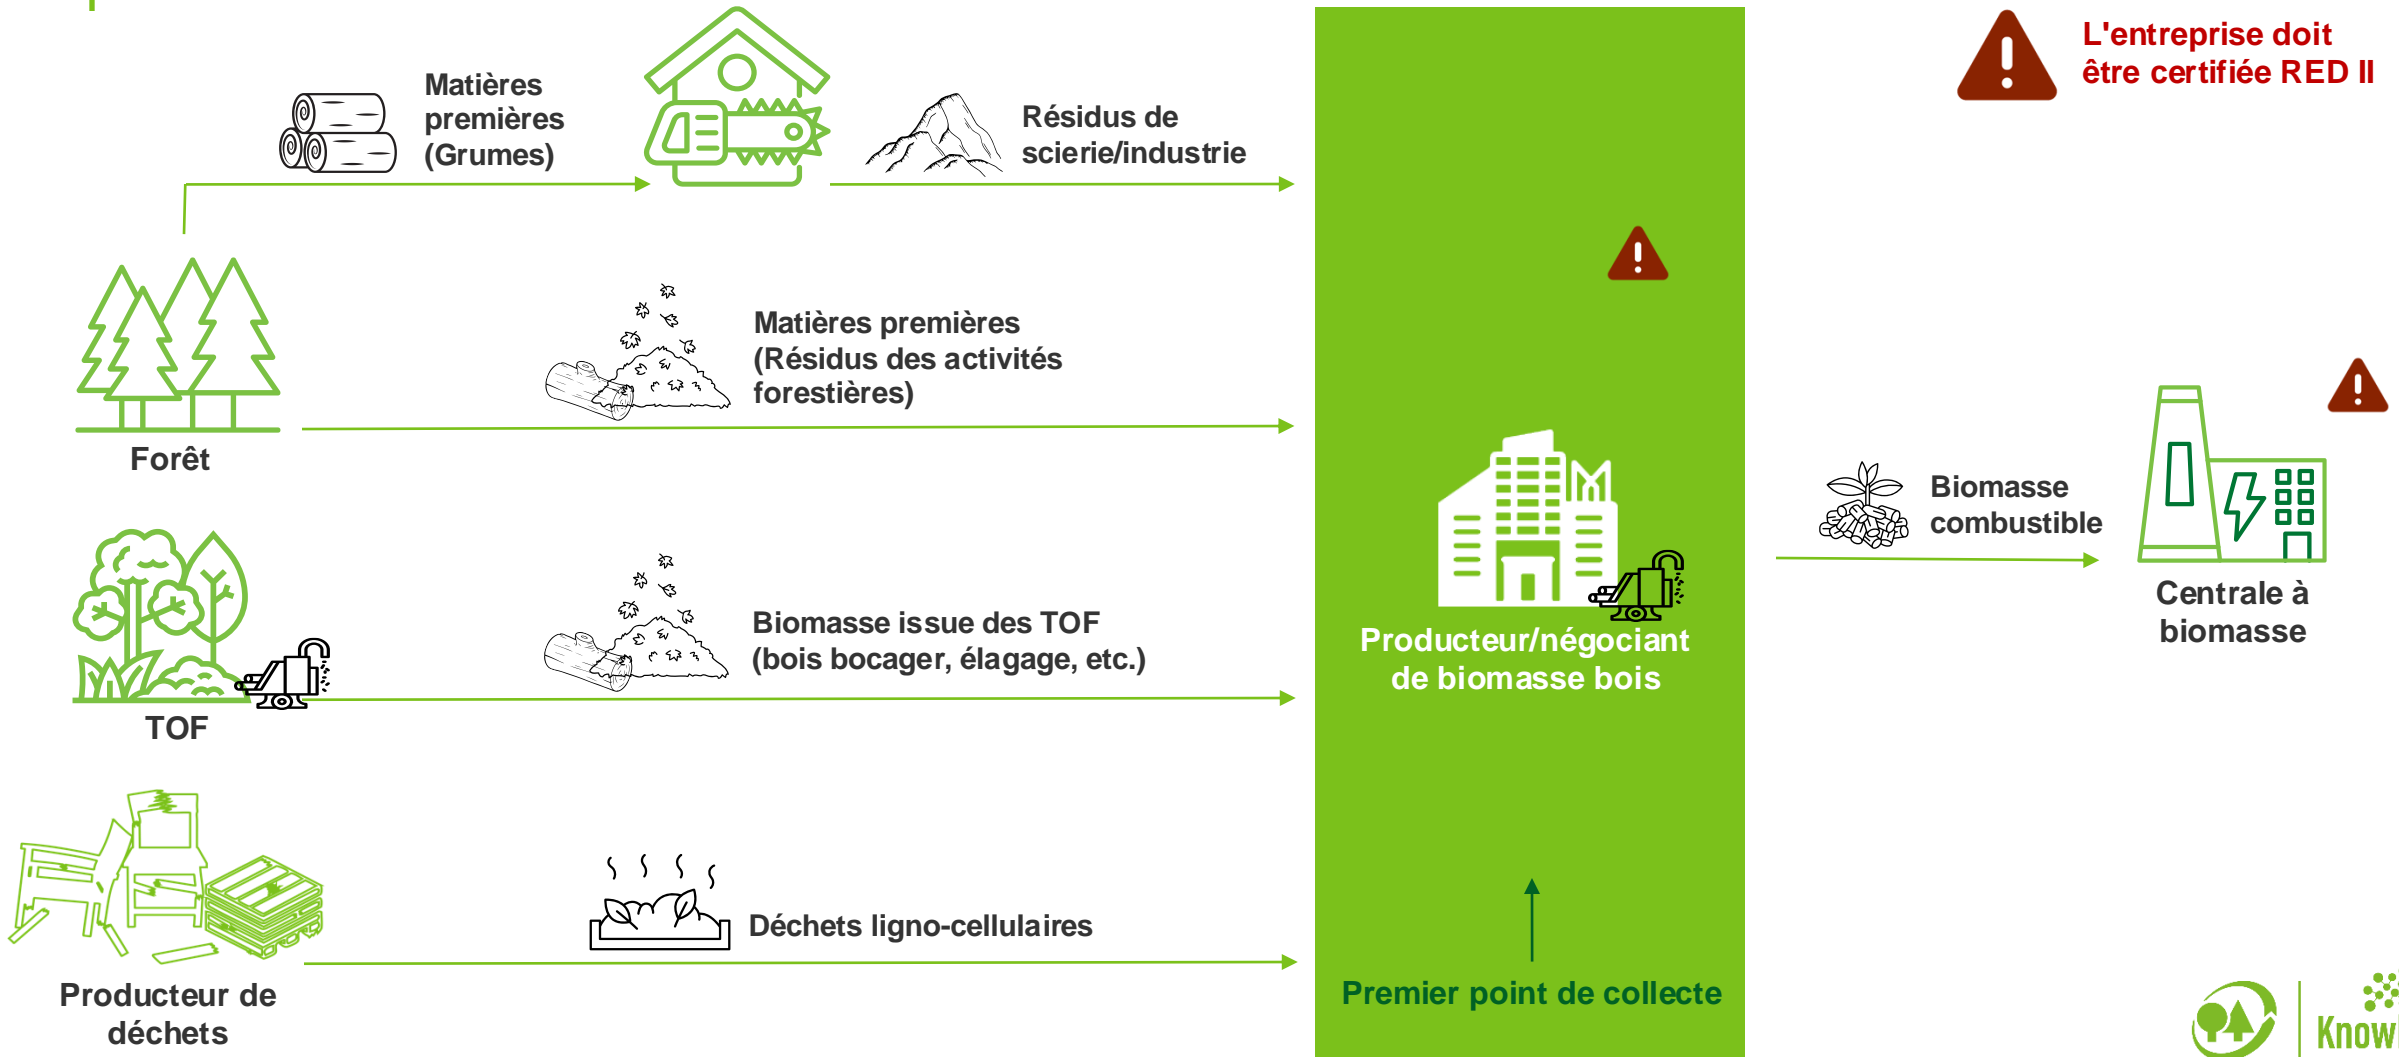 L'entreprise doit
être certifiée RED II
Matières
premières
(Grumes)
Résidus de
scierie/industrie
Matières premières
(Résidus des activités
forestières)
Forêt
Biomasse
combustible
Centrale à
biomasse
Biomasse issue des TOF
(bois bocager, élagage, etc.)
TOF
Producteur/négociant
de biomasse bois
Déchets ligno-cellulaires
Producteur de
déchets
Premier point de collecte